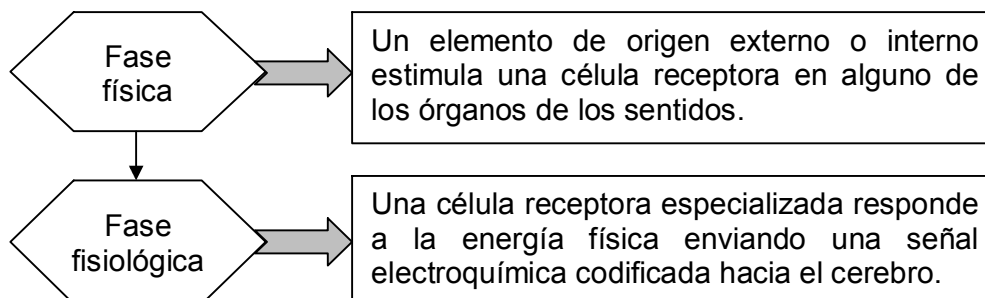 Fase
física
Un elemento de origen externo o interno
estimula una célula receptora en alguno de
los órganos de los sentidos.
Fase
fisiológica
Una célula receptora especializada responde
a la energía física enviando una señal
electroquímica codificada hacia el cerebro.